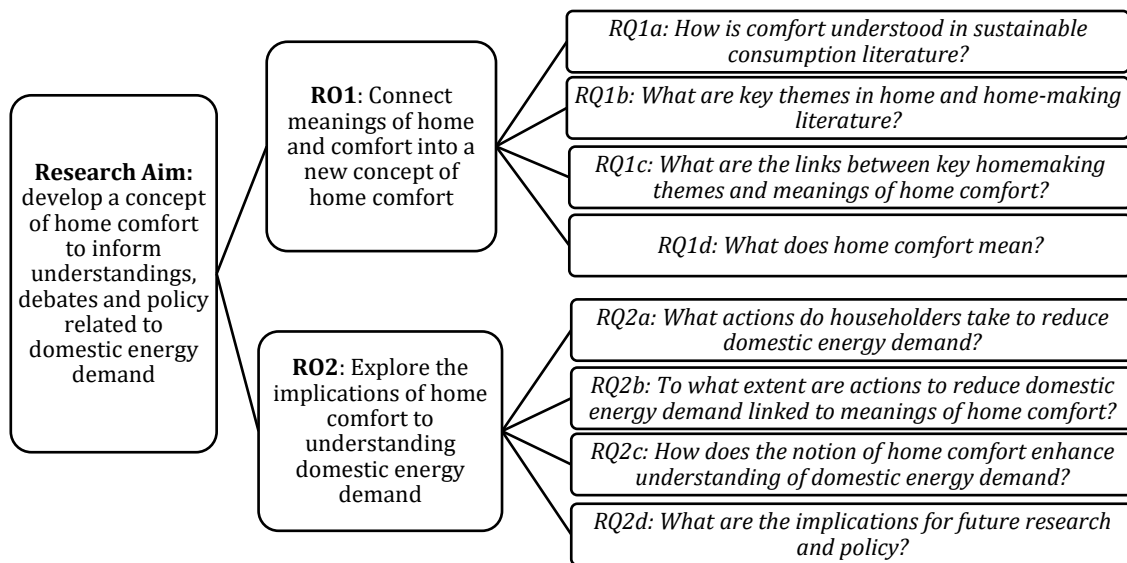 Research Aim:
develop a concept
of home comfort
to inform
understandings,
debates and policy
related to
domestic energy
demand
RO1: Connect
meanings of home
and comfort into a
new concept of
home comfort
RQ1a: How is comfort understood in sustainable
consumption literature?
RQ1b: What are key themes in home and home-making
literature?
RQ1c: What are the links between key homemaking
themes and meanings of home comfort?
RQ1d: What does home comfort mean?
RO2: Explore the
implications of home
comfort to
understanding
domestic energy
demand
RQ2a: What actions do householders take to reduce
domestic energy demand?
RQ2b: To what extent are actions to reduce domestic
energy demand linked to meanings of home comfort?
RQ2c: How does the notion of home comfort enhance
understanding of domestic energy demand?
RQ2d: What are the implications for future research
and policy?